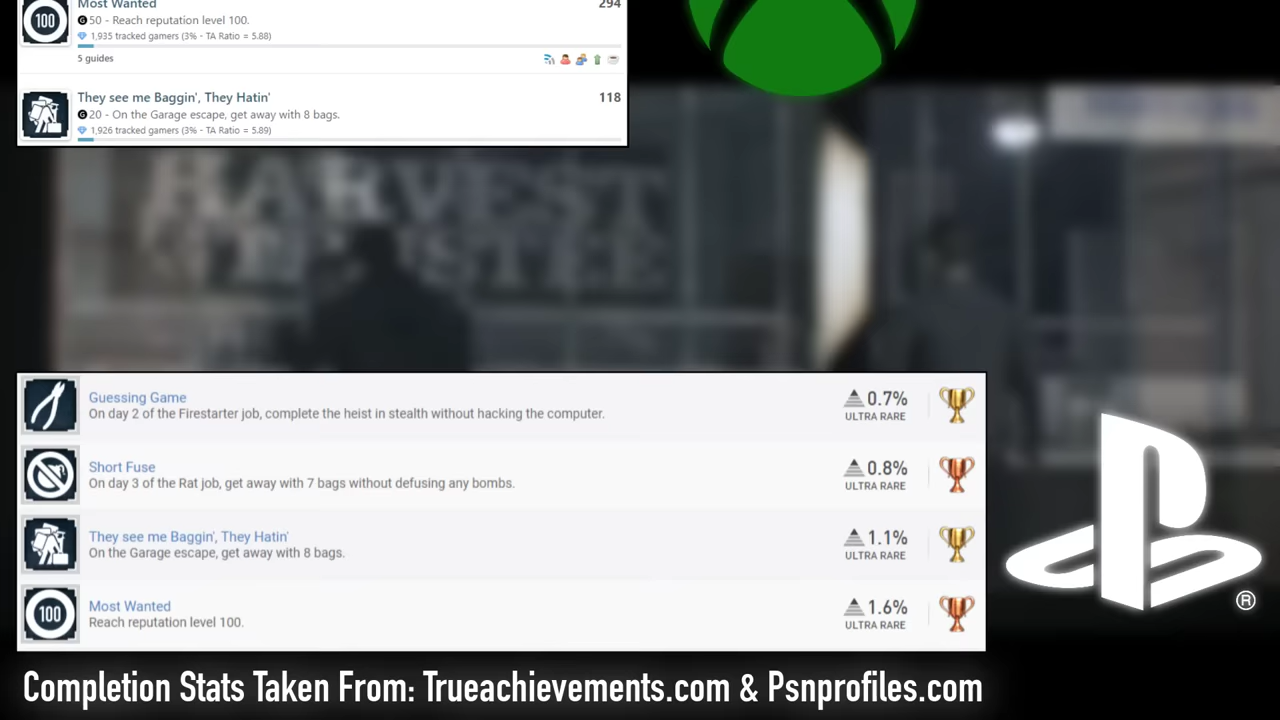 Most Wanted 294
100
50 - Reach reputation level 100.
1,935 tracked gamers (3% - TA Ratio = 5.88)
5 guides
They see me Baggin', They Hatin' 118
20 - On the Garage escape, get away with 8 bags.
1,926 tracked gamers (3% - TA Ratio = 5.89)
HARVEST
TRUSTEE
Guessing Game 0.7%
On day 2 of the Firestarter job, complete the heist in stealth without hacking the computer. ULTRA RARE
Short Fuse 0.8%
On day 3 of the Rat job, get away with 7 bags without defusing any bombs. ULTRA RARE
They see me Baggin', They Hatin' 1.1%
On the Garage escape, get away with 8 bags. ULTRA RARE
Most Wanted 1.6%
100
Reach reputation level 100. ULTRA RARE
®
Completion Stats Taken From: Trueachievements.com & Psnprofiles.com